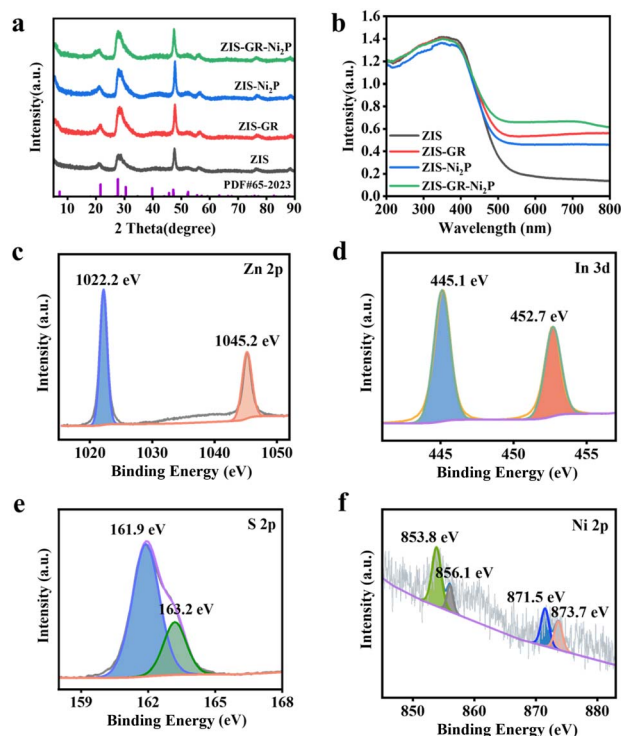 a
Intensity(a.u.)
ZIS-GR-Ni₂P
ZIS-Ni₂P
ZIS-GR
ZIS
PDF#65-2023
10 20 30 40 50 60 70 80 90
2 Theta(degree)
b
Intensity(a.u.)
1.6
1.4
1.2
1.0
0.8
0.6
0.4
0.2
0.0
ZIS
ZIS-GR
ZIS-Ni₂P
ZIS-GR-Ni₂P
200 300 400 500 600 700 800
Wavelength (nm)
c
Zn 2p
1022.2 eV
1045.2 eV
Intensity (a.u.)
1020 1030 1040 1050
Binding Energy (eV)
d
In 3d
445.1 eV
452.7 eV
Intensity (a.u.)
445 450 455
Binding Energy (eV)
e
S 2p
161.9 eV
163.2 eV
Intensity (a.u.)
159 162 165 168
Binding Energy (eV)
f
Ni 2p
853.8 eV
856.1 eV
871.5 eV
873.7 eV
Intensity (a.u.)
850 860 870 880
Binding Energy (eV)